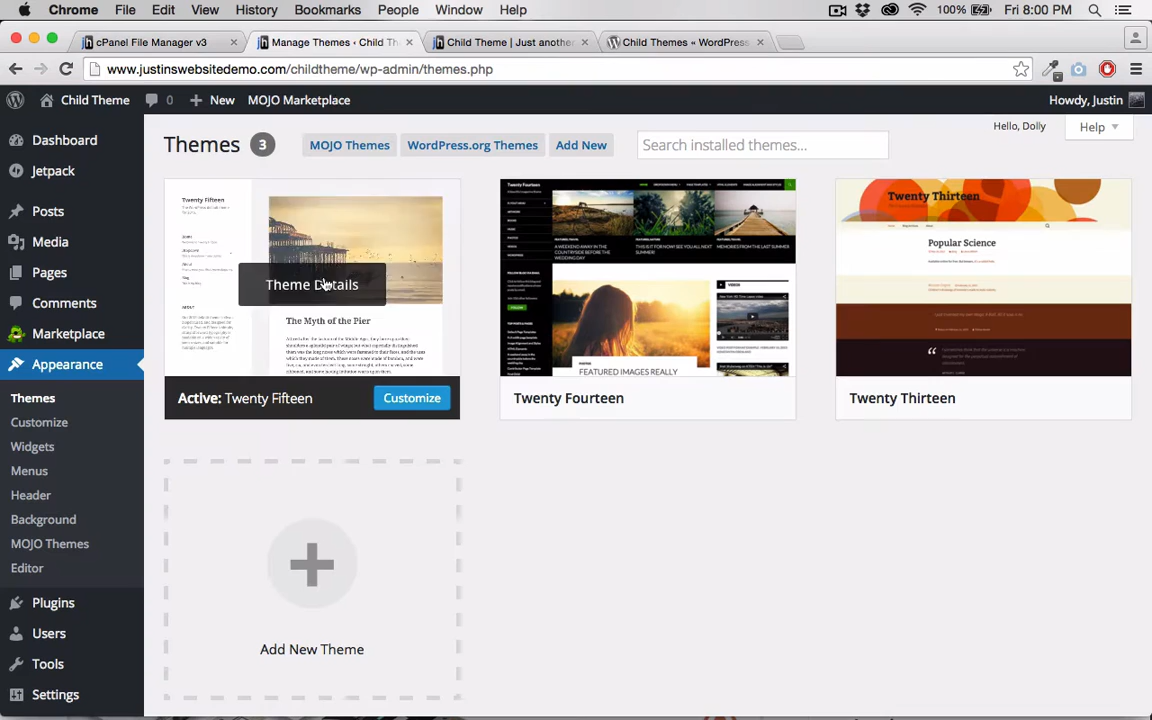 Chrome File Edit View History Bookmarks People Window Help 100% Fri 8:00 PM
cPanel File Manager v3 × Manage Themes ‹ Child Th × Child Theme | Just anothe × Child Themes « WordPress ×
www.justinswebsitedemo.com/childtheme/wp-admin/themes.php
Child Theme 0 New MOJO Marketplace Howdy, Justin
Dashboard
Jetpack
Posts
Media
Pages
Comments
Marketplace
Appearance
Themes
Customize
Widgets
Menus
Header
Background
MOJO Themes
Editor
Plugins
Users
Tools
Settings
Hello, Dolly Help
Themes 3 MOJO Themes WordPress.org Themes Add New Search installed themes...
Twenty Fifteen
Theme Details
The Myth of the Pier
Active: Twenty Fifteen Customize
Twenty Fourteen
FEATURED IMAGES REALLY
Twenty Fourteen
Twenty Thirteen
Popular Science
Twenty Thirteen
Add New Theme